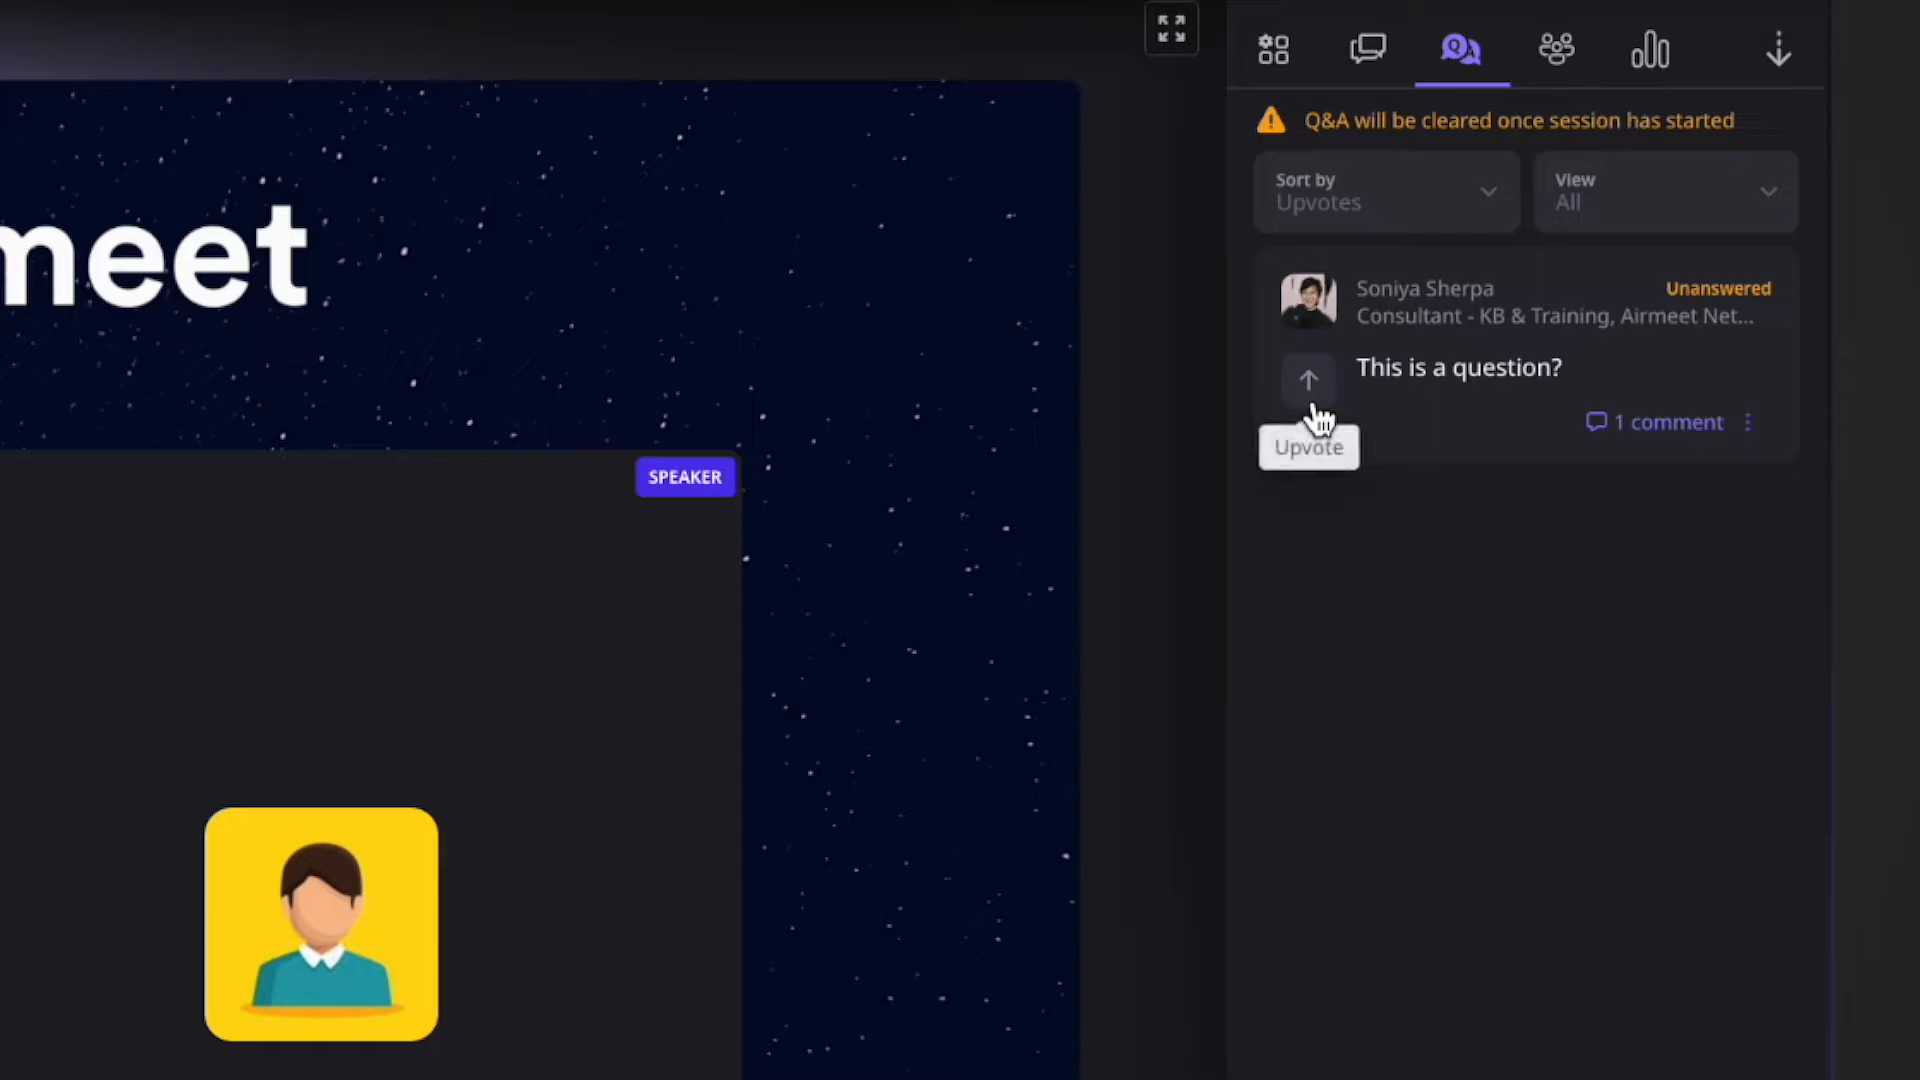 meet
SPEAKER
Q&A will be cleared once session has started
Sort by
Upvotes
View
All
Soniya Sherpa
Unanswered
Consultant - KB & Training, Airmeet Net...
This is a question?
1 comment
Upvote